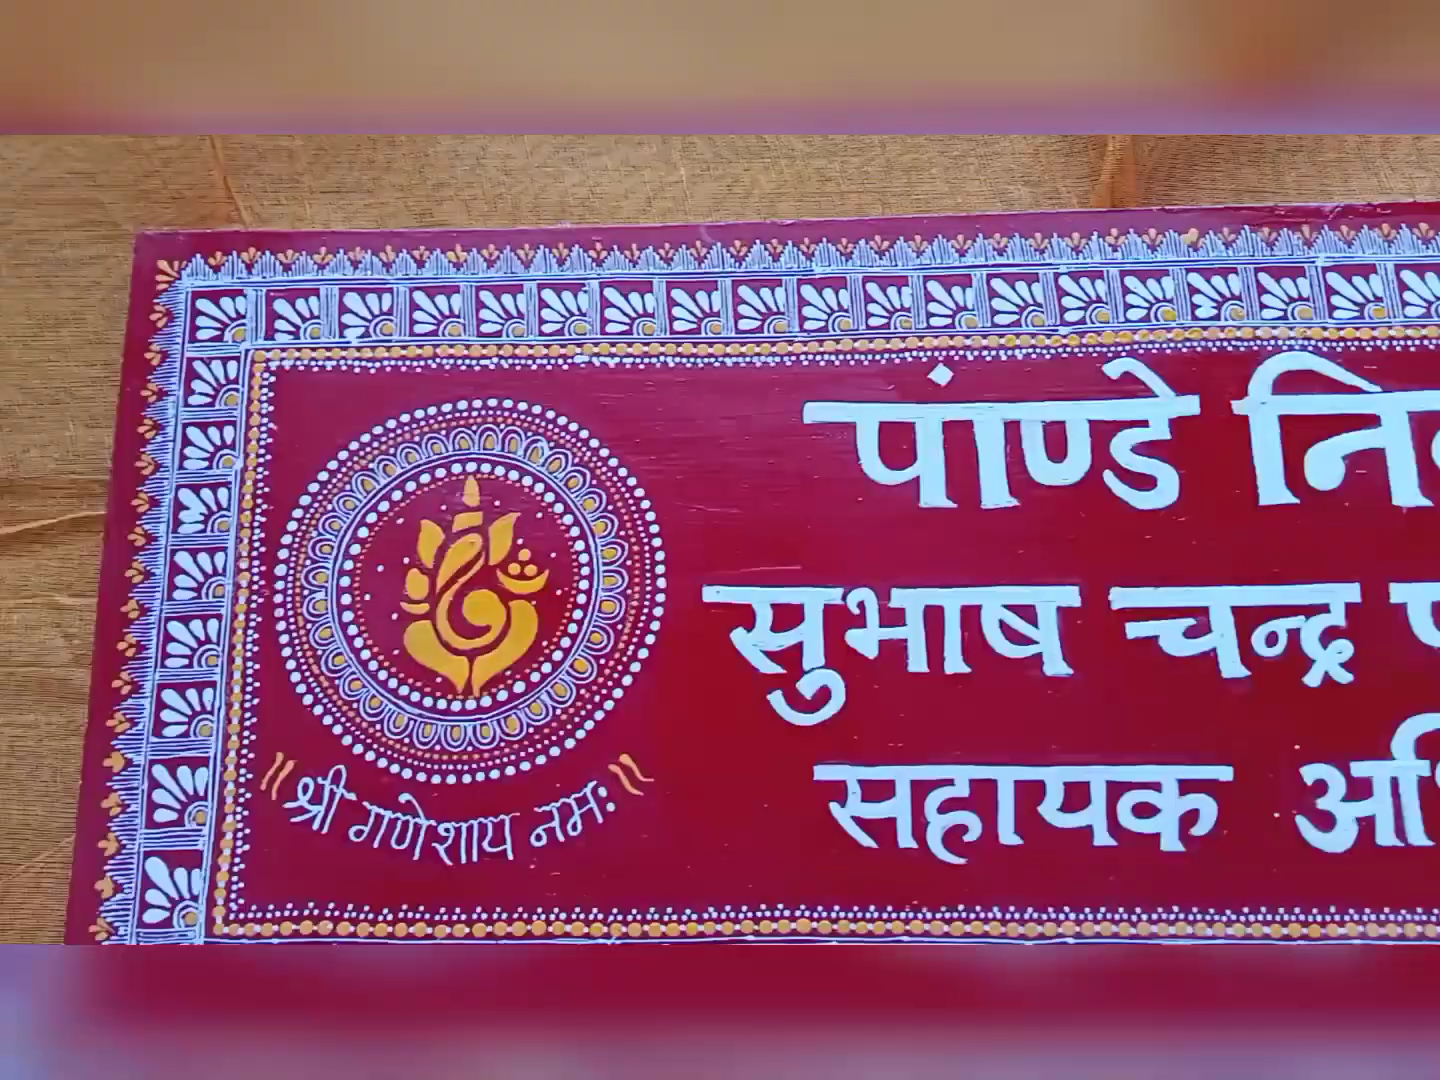 पांण्डे नि
सुभाष चन्द्र
सहायक
॥ श्री गणेशाय नमः ॥